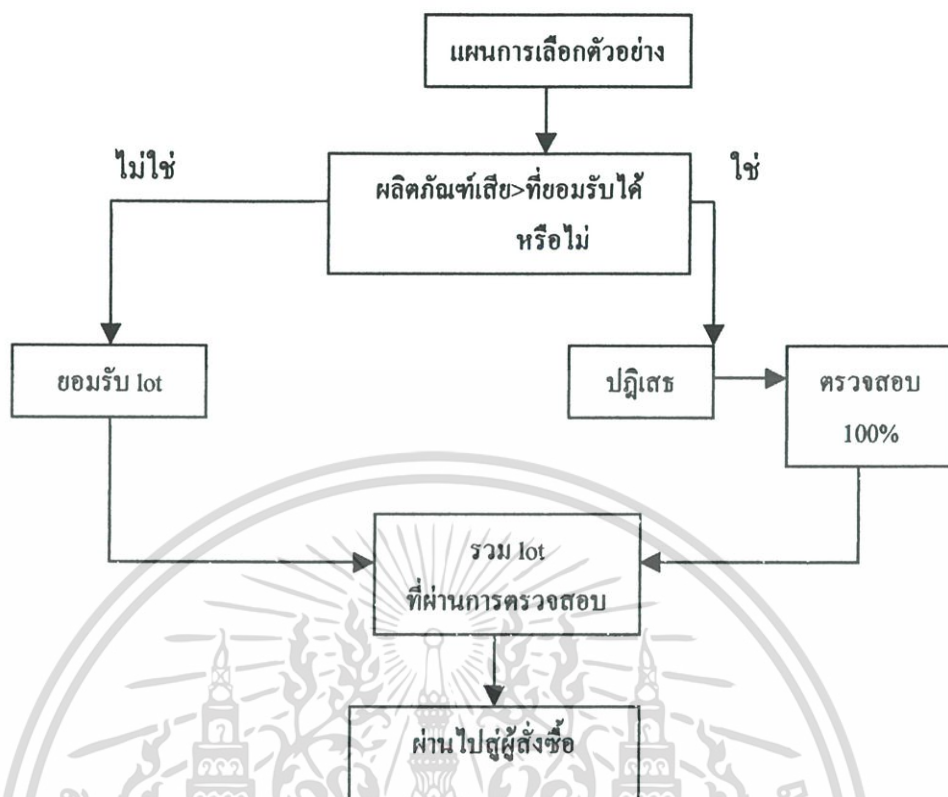 แผนการเลือกตัวอย่าง
ไม่ใช่
ผลิตภัณฑ์เสีย>ที่ยอมรับได้
หรือไม่
ใช่
ยอมรับ lot
ปฎิเสธ
ตรวจสอบ
100%
รวม lot
ที่ผ่านการตรวจสอบ
ผ่านไปสู่ผู้สั่งซื้อ